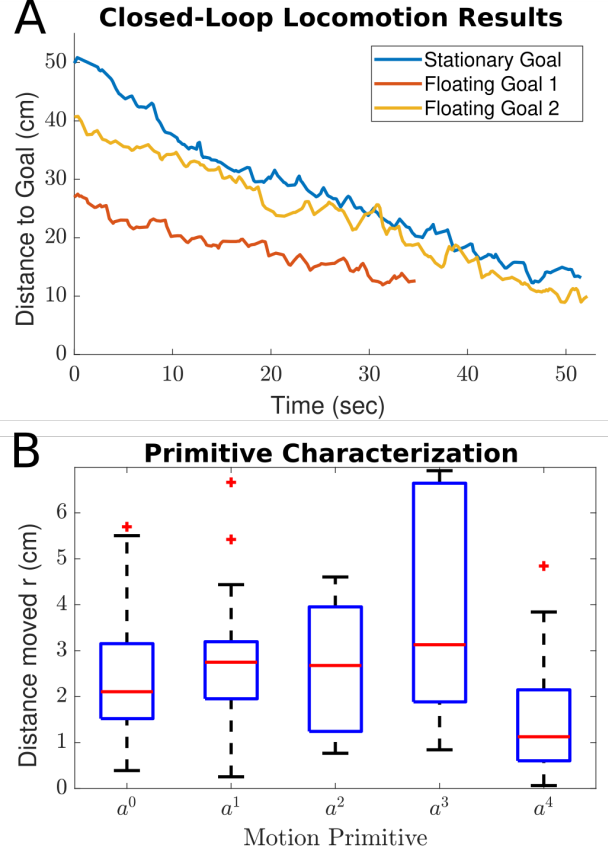 A
Closed-Loop Locomotion Results
Distance to Goal (cm)
50
40
30
20
10
0
Stationary Goal
Floating Goal 1
Floating Goal 2
0 10 20 30 40 50
Time (sec)
B
Primitive Characterization
Distance moved r (cm)
6
5
4
3
2
1
0
a⁰ a¹ a² a³ a⁴
Motion Primitive